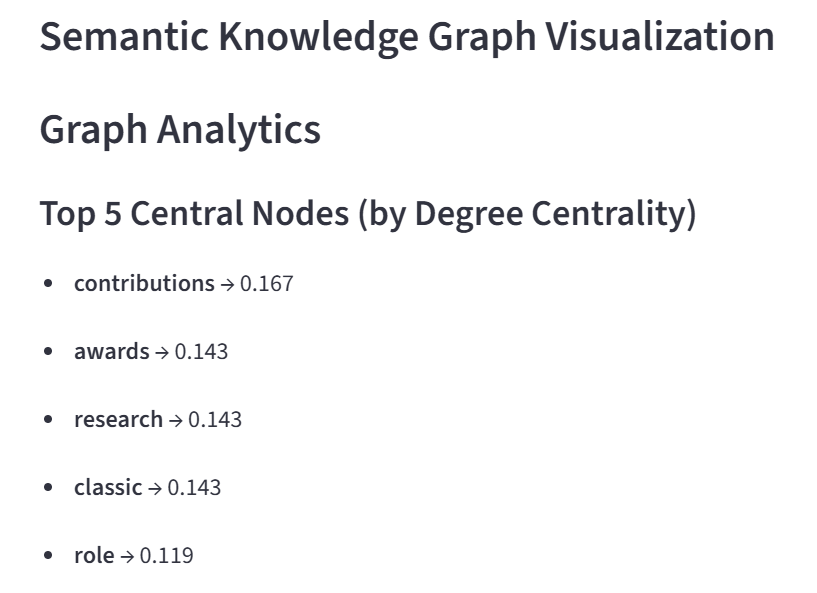 Semantic Knowledge Graph Visualization
Graph Analytics
Top 5 Central Nodes (by Degree Centrality)
• contributions → 0.167
• awards → 0.143
• research → 0.143
• classic → 0.143
• role → 0.119